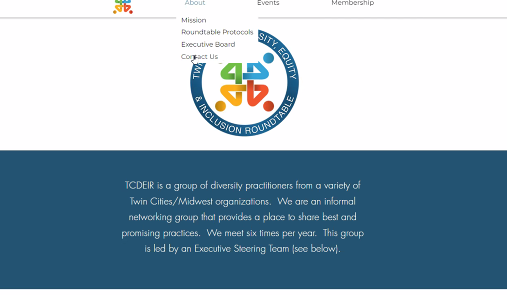 About
Events
Membership
Mission
Roundtable Protocols
Executive Board
Contact Us
SITY, EQUITY
& INCLUSION ROUNDTABLE
TCDEIR is a group of diversity practitioners from a variety of
Twin Cities/Midwest organizations. We are an informal
networking group that provides a place to share best and
promising practices. We meet six times per year. This group
is led by an Executive Steering Team (see below).